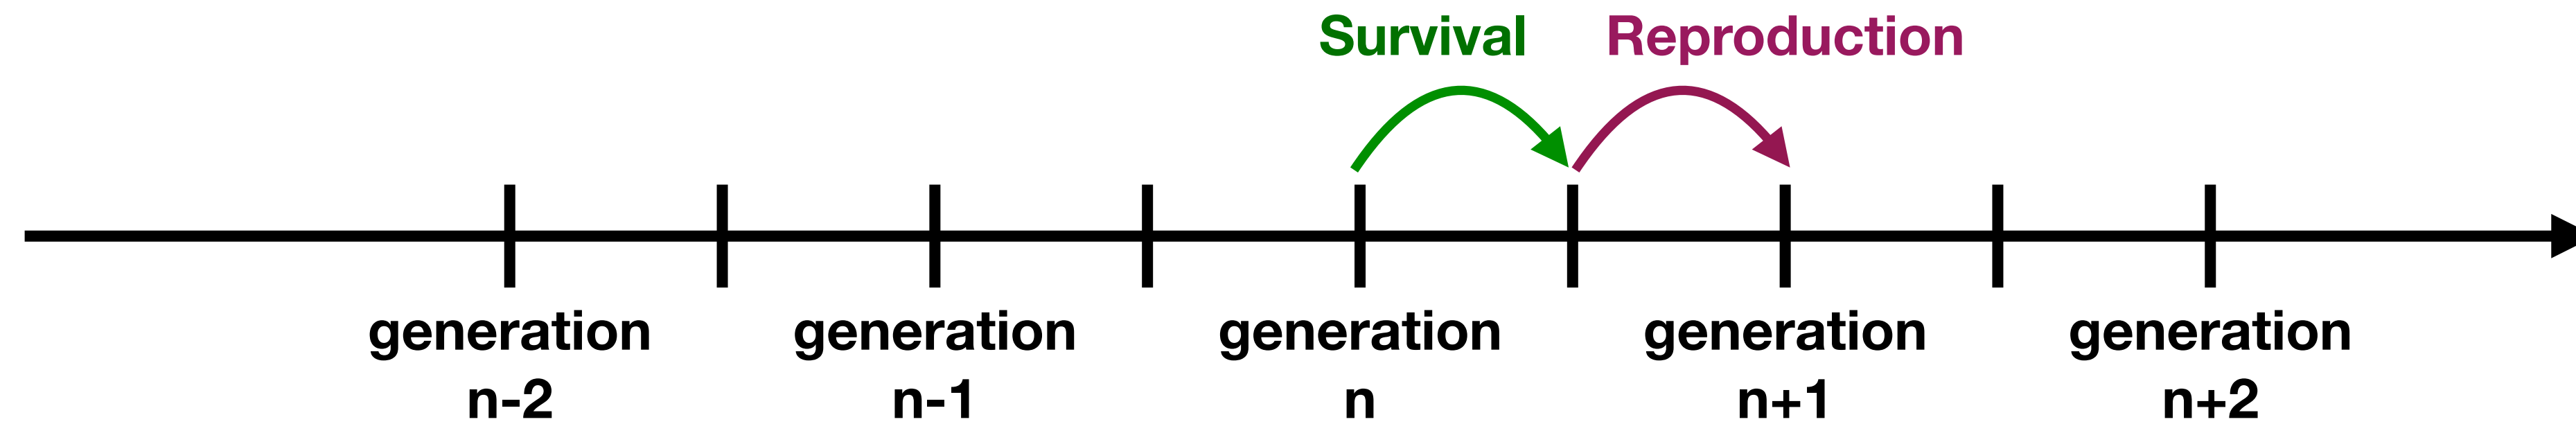 Survival Reproduction
generation generation generation generation generation
n-2 n-1 n n+1 n+2